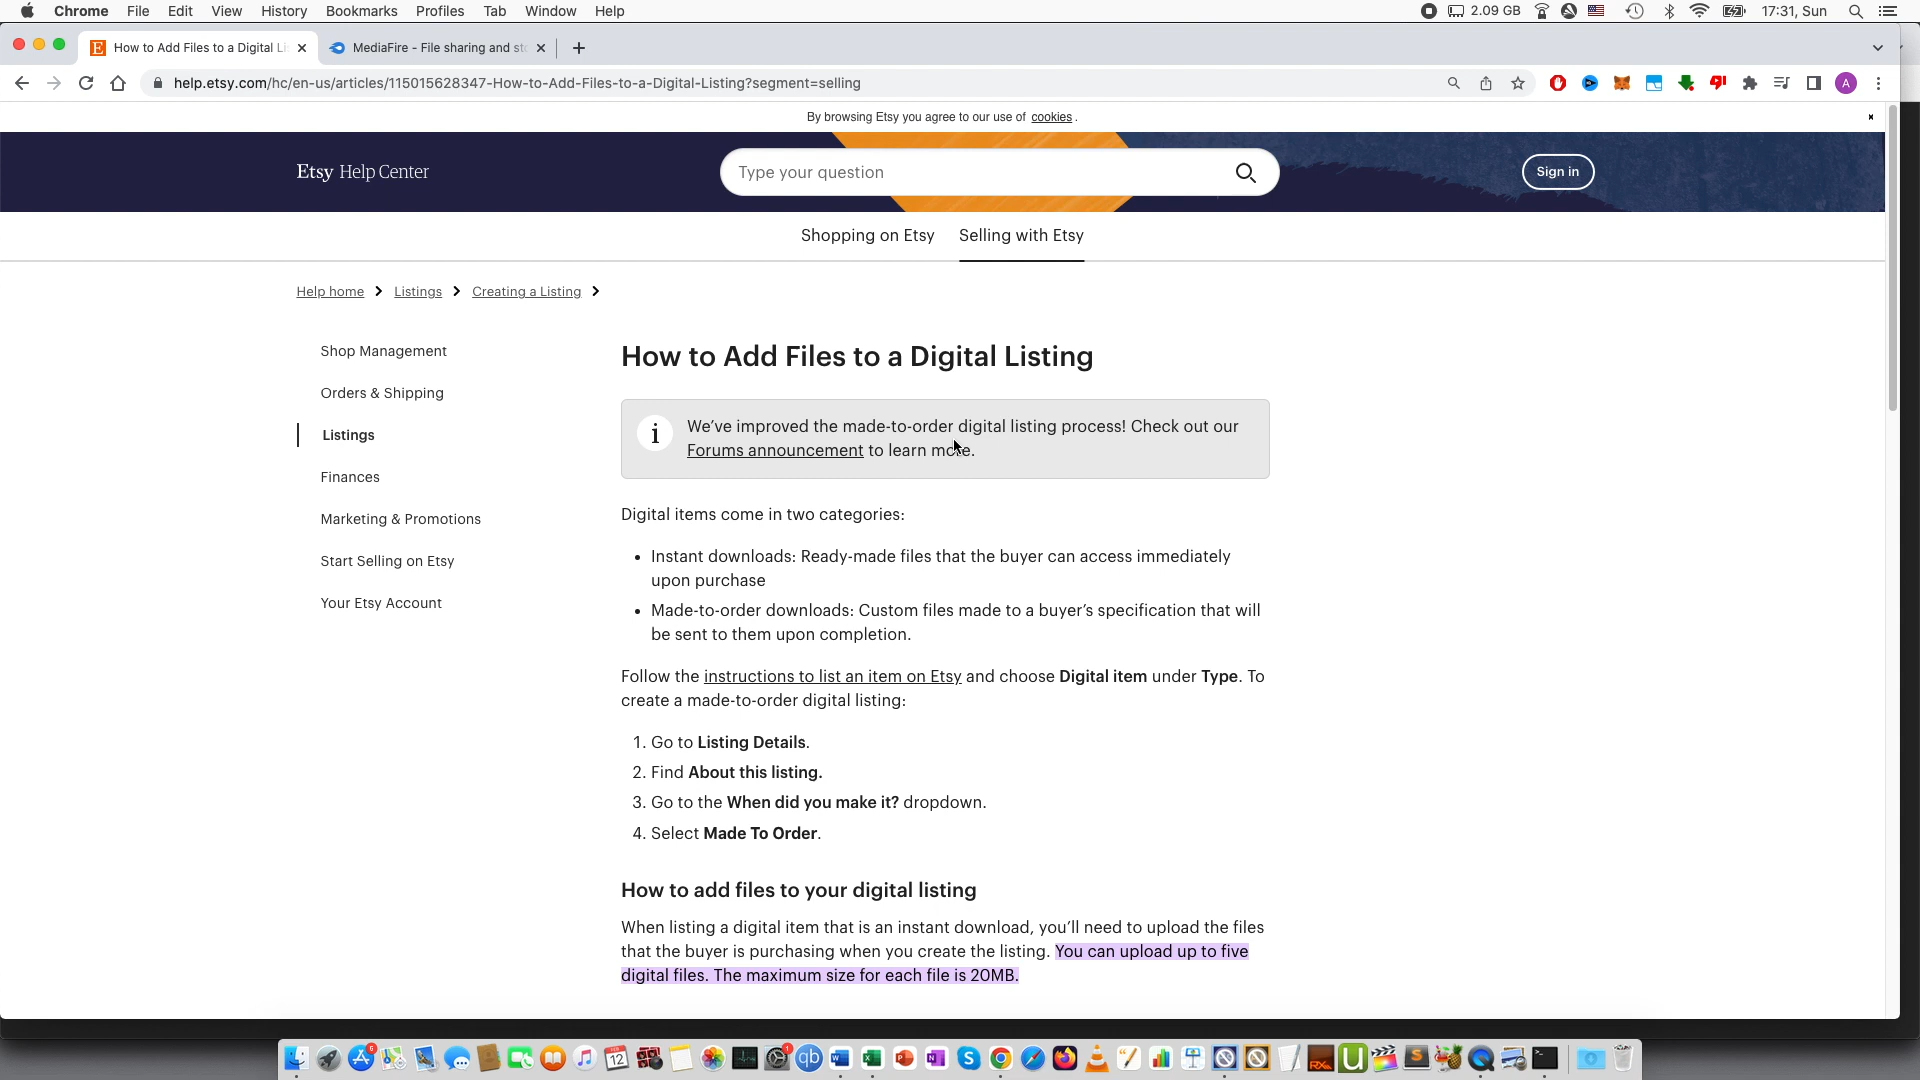 Chrome File Edit View History Bookmarks Profiles Tab Window Help 2.09 GB 17:31, Sun
How to Add Files to a Digital Li MediaFire - File sharing and sto
help.etsy.com/hc/en-us/articles/115015628347-How-to-Add-Files-to-a-Digital-Listing?segment=selling A
By browsing Etsy you agree to our use of cookies .
Etsy Help Center Type your question Sign in
Shopping on Etsy Selling with Etsy
Help home Listings Creating a Listing
Shop Management
Orders & Shipping
Listings
Finances
Marketing & Promotions
Start Selling on Etsy
Your Etsy Account
How to Add Files to a Digital Listing
We've improved the made-to-order digital listing process! Check out our
Forums announcement to learn more.
Digital items come in two categories:
• Instant downloads: Ready-made files that the buyer can access immediately
upon purchase
• Made-to-order downloads: Custom files made to a buyer's specification that will
be sent to them upon completion.
Follow the instructions to list an item on Etsy and choose Digital item under Type. To
create a made-to-order digital listing:
1. Go to Listing Details.
2. Find About this listing.
3. Go to the When did you make it? dropdown.
4. Select Made To Order.
How to add files to your digital listing
When listing a digital item that is an instant download, you'll need to upload the files
that the buyer is purchasing when you create the listing. You can upload up to five
digital files. The maximum size for each file is 20MB.